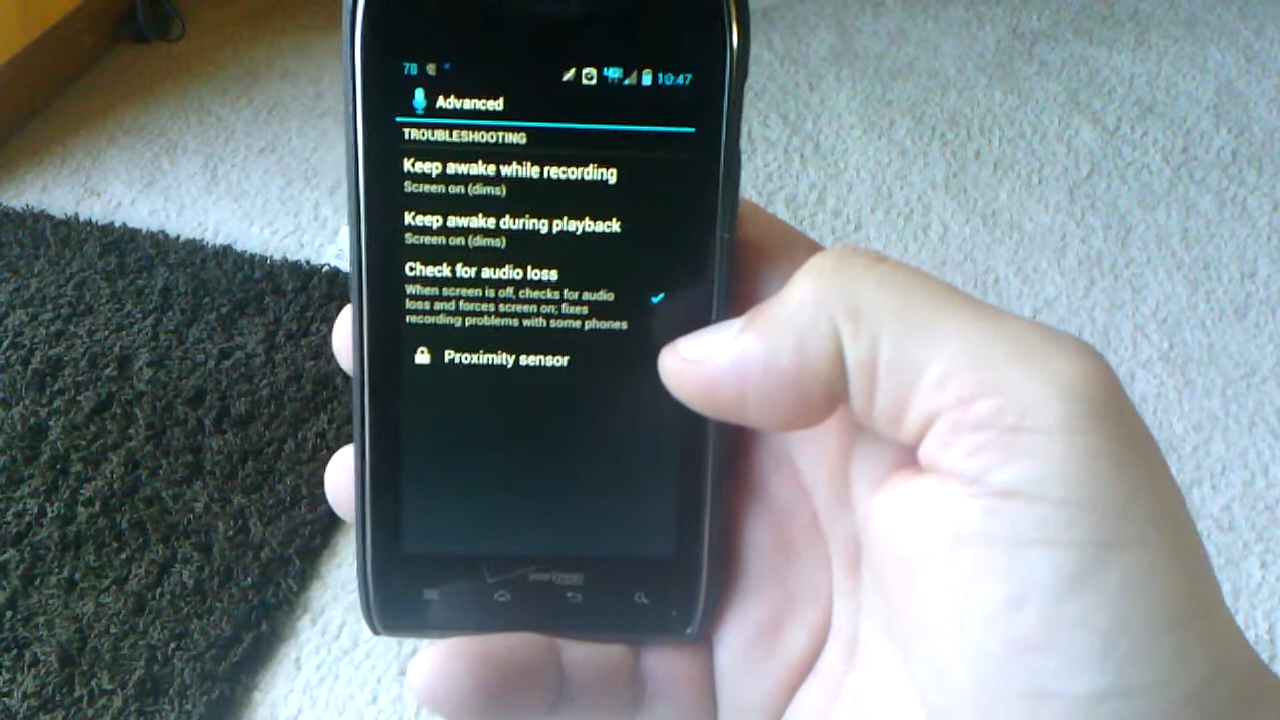 78 10:47
Advanced
TROUBLESHOOTING
Keep awake while recording
Screen on (dims)
Keep awake during playback
Screen on (dims)
Check for audio loss
When screen is off, checks for audio
loss and forces screen on; fixes
recording problems with some phones
Proximity sensor
verizon